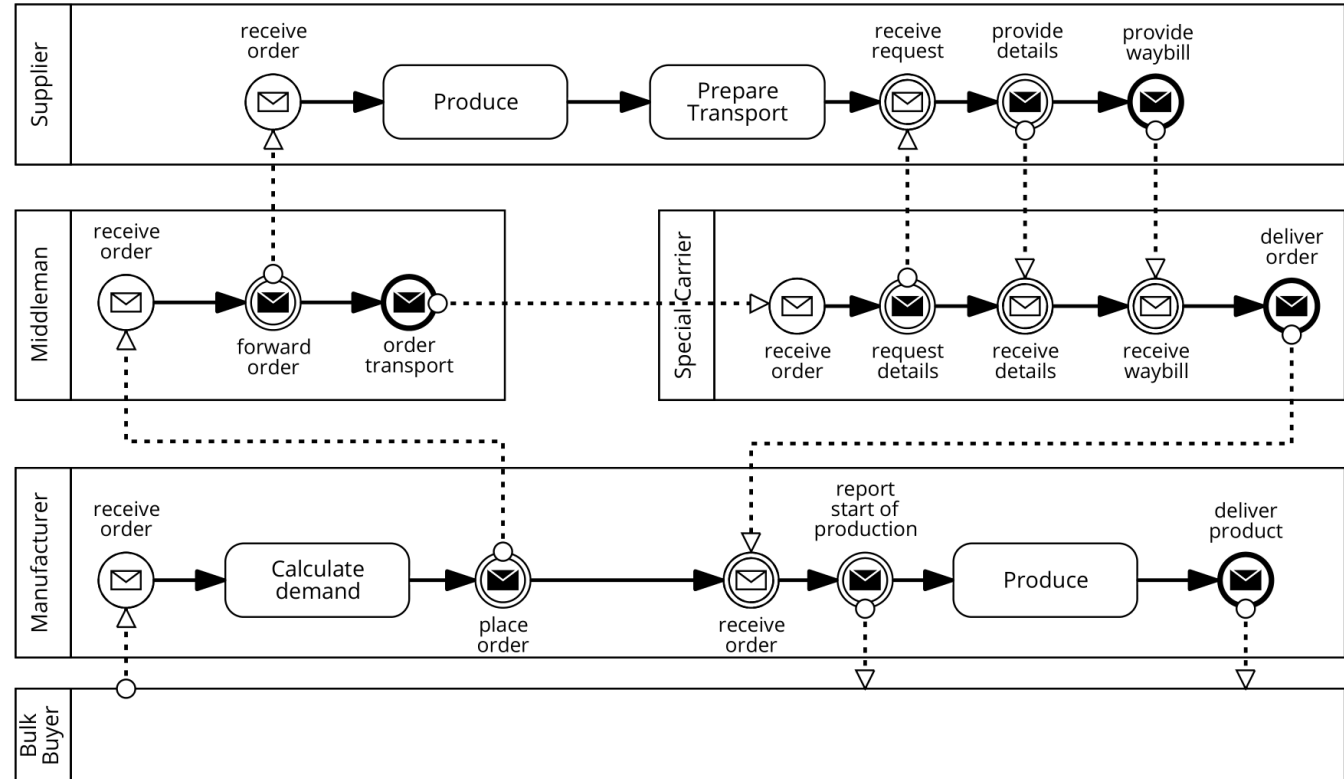 Supplier
receive
order
Produce
Prepare
Transport
receive
request
provide
details
provide
waybill
Middleman
receive
order
forward
order
order
transport
Special Carrier
receive
order
request
details
receive
details
receive
waybill
deliver
order
Manufacturer
receive
order
Calculate
demand
place
order
receive
order
report
start of
production
Produce
deliver
product
Bulk
Buyer